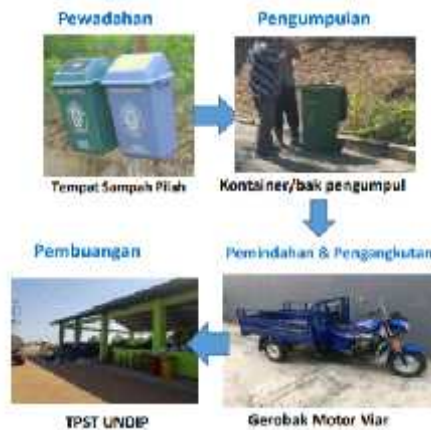 Pewadahan
Pengumpulan
Tempat Sampah Pilah
Kontainer/bak pengumpul
Pembuangan
Pemindahan & Pengangkutan
TPST UNDIP
Gerobak Motor Viar